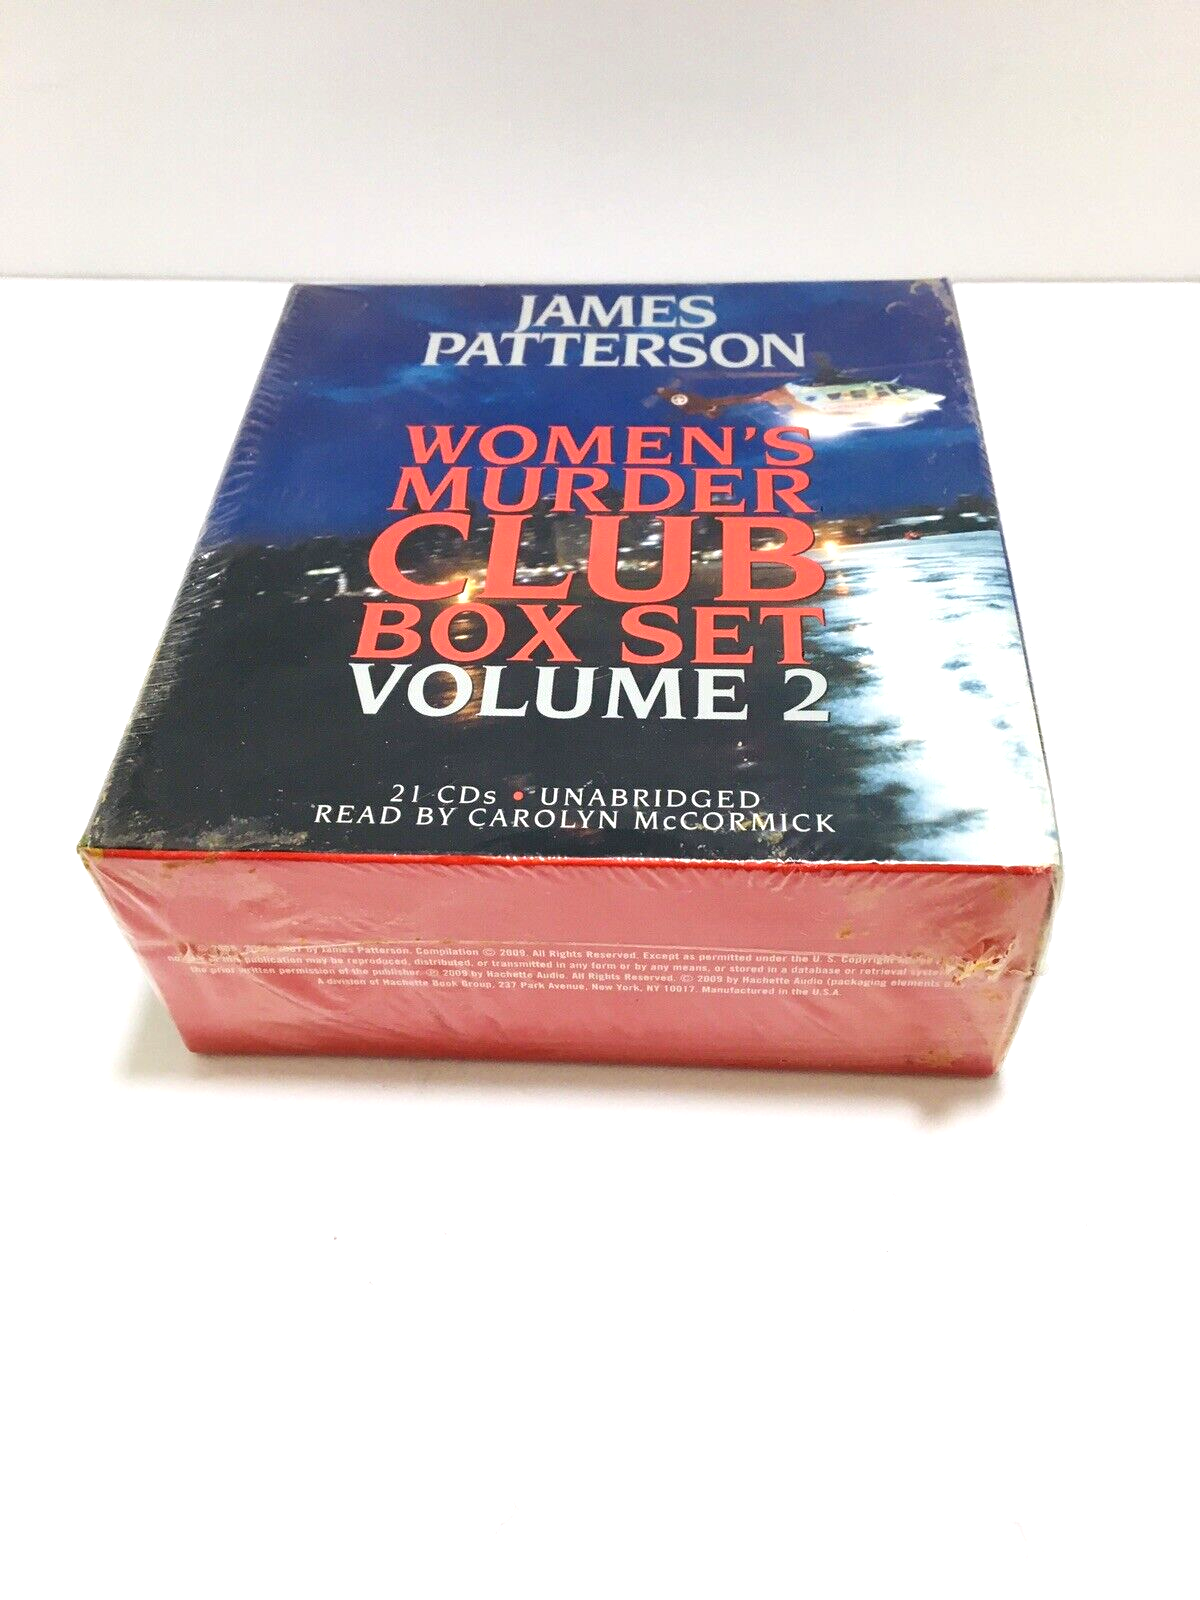 JAMES
PATTERSON
WOMEN'S
MURDER
CLUB
BOX SET
VOLUME 2
21 CDs • UNABRIDGED
READ BY CAROLYN McCORMICK
by James Patterson. Compilation © 2009. All Rights Reserved. Except as permitted under the U. S. Copyright
publication may be reproduced, distributed, or transmitted in any form or by any means, or stored in a database or retrieval
the prior written permission of the publisher. ℗ 2009 by Hachette Audio. All Rights Reserved. © 2009 by Hachette Audio (packaging elements
A division of Hachette Book Group, 237 Park Avenue, New York, NY 10017. Manufactured in the U.S.A.